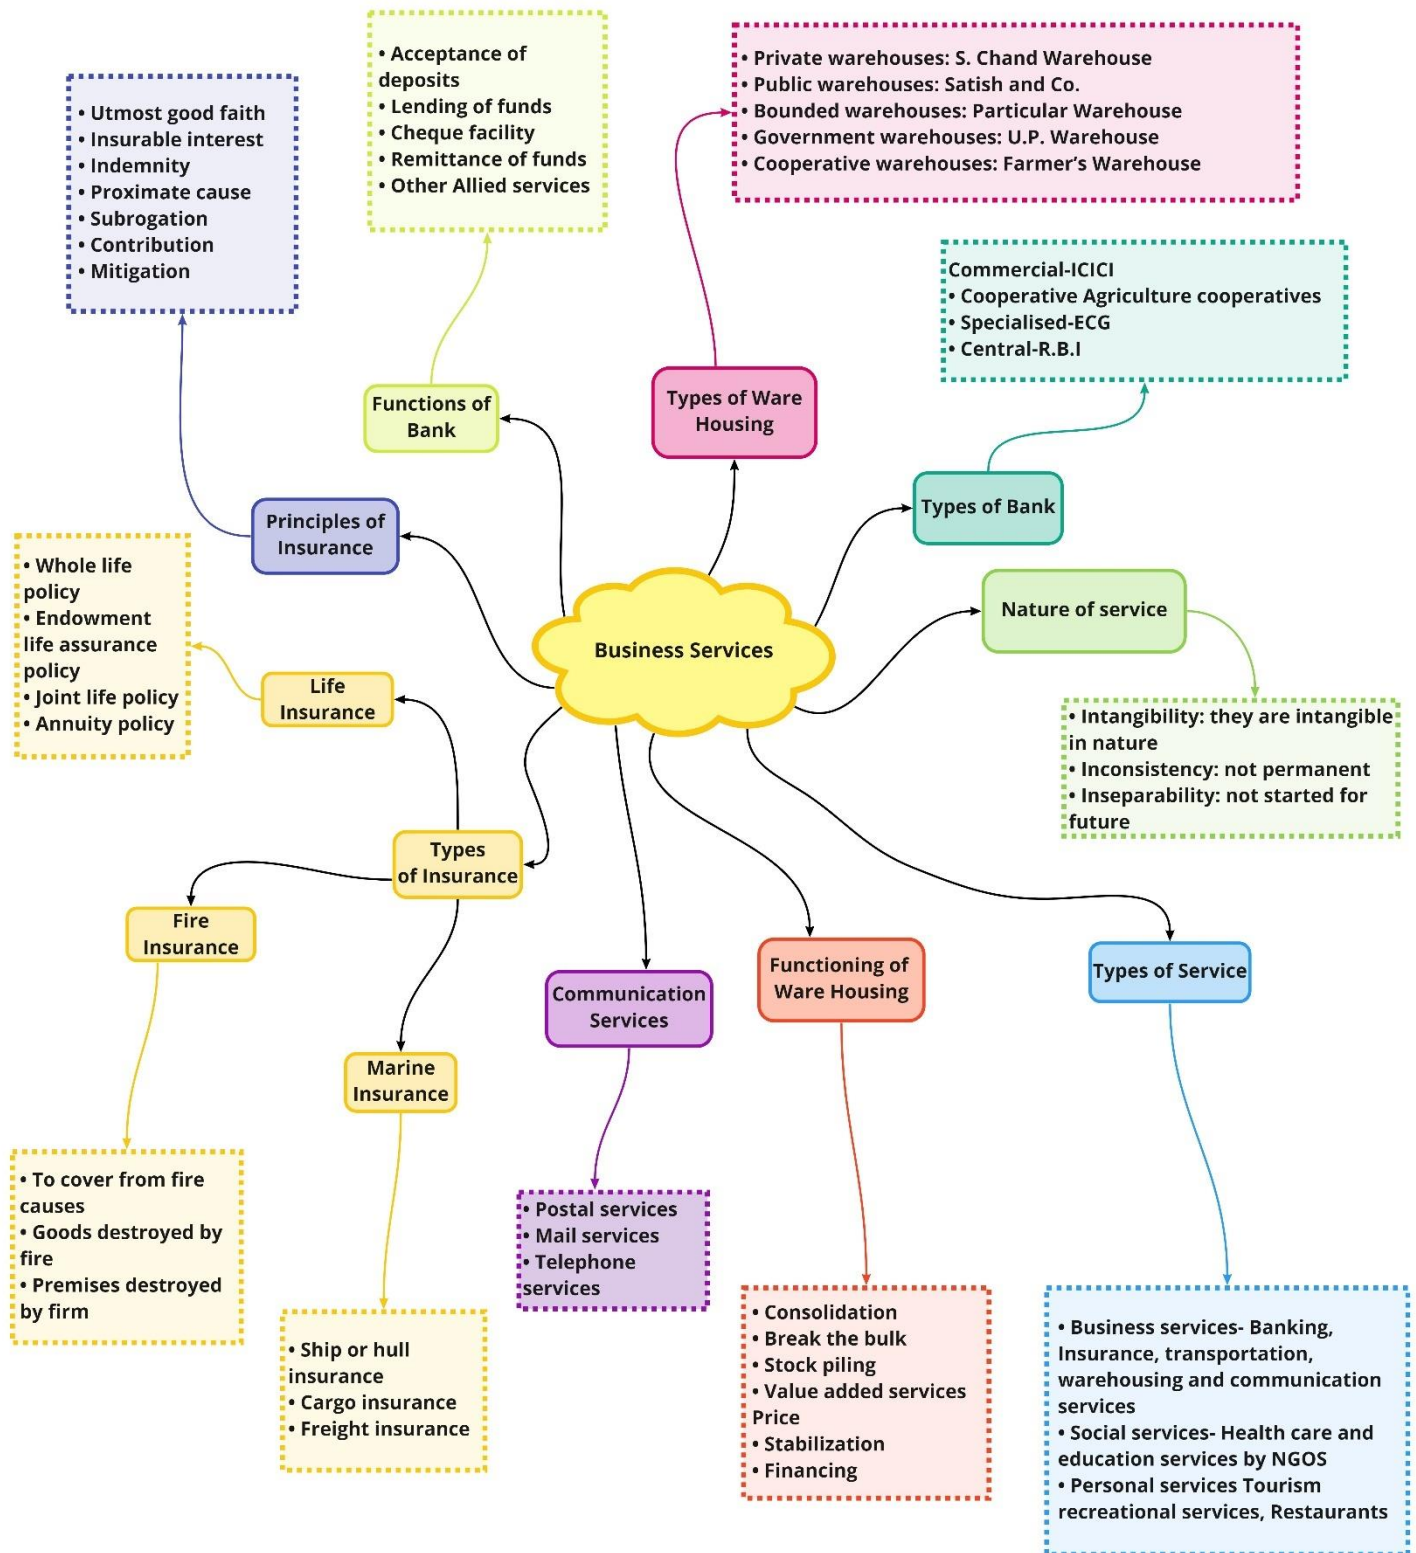 • Acceptance of
deposits
• Lending of funds
• Cheque facility
• Remittance of funds
• Other Allied services
• Private warehouses: S. Chand Warehouse
• Public warehouses: Satish and Co.
• Bounded warehouses: Particular Warehouse
• Government warehouses: U.P. Warehouse
• Cooperative warehouses: Farmer’s Warehouse
• Utmost good faith
• Insurable interest
• Indemnity
• Proximate cause
• Subrogation
• Contribution
• Mitigation
Commercial-ICICI
• Cooperative Agriculture cooperatives
• Specialised-ECG
• Central-R.B.I
Functions of
Bank
Types of Ware
Housing
Types of Bank
Principles of
Insurance
• Whole life
policy
• Endowment
life assurance
policy
• Joint life policy
• Annuity policy
Nature of service
Business Services
Life
Insurance
• Intangibility: they are intangible
in nature
• Inconsistency: not permanent
• Inseparability: not started for
future
Types
of Insurance
Fire
Insurance
Communication
Services
Functioning of
Ware Housing
Types of Service
Marine
Insurance
• To cover from fire
causes
• Goods destroyed by
fire
• Premises destroyed
by firm
• Postal services
• Mail services
• Telephone
services
• Ship or hull
insurance
• Cargo insurance
• Freight insurance
• Consolidation
• Break the bulk
• Stock piling
• Value added services
Price
• Stabilization
• Financing
• Business services- Banking,
Insurance, transportation,
warehousing and communication
services
• Social services- Health care and
education services by NGOS
• Personal services Tourism
recreational services, Restaurants